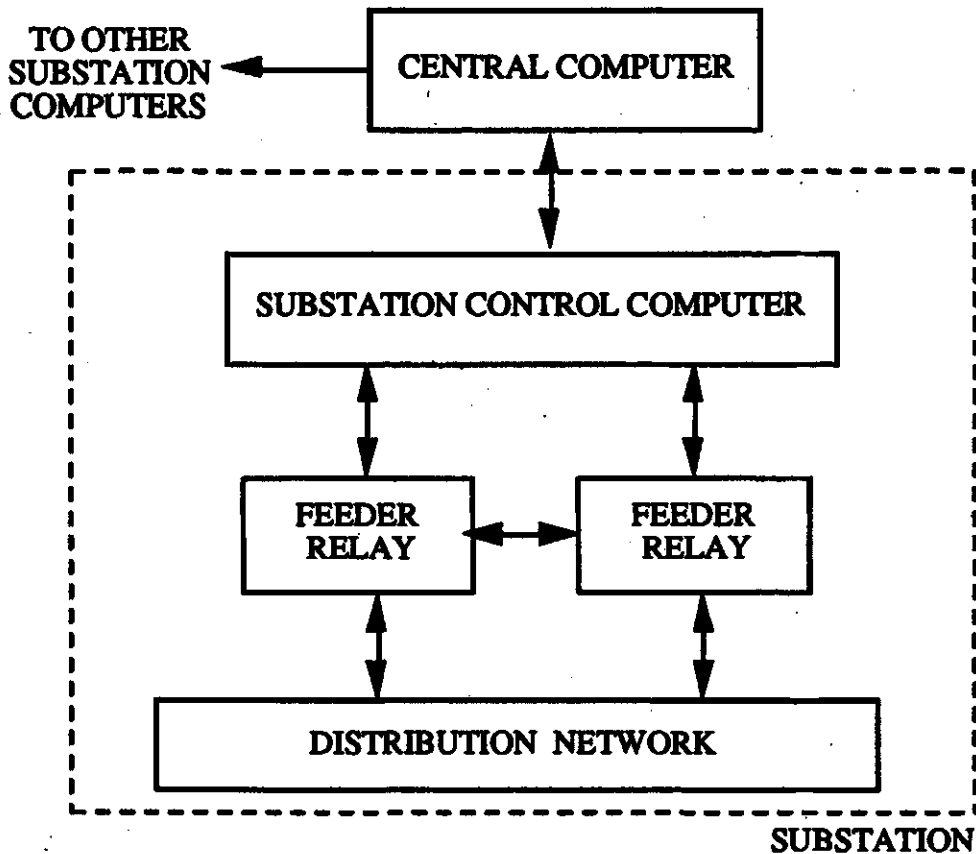 TO OTHER
SUBSTATION
COMPUTERS
CENTRAL COMPUTER
SUBSTATION CONTROL COMPUTER
FEEDER
RELAY
FEEDER
RELAY
DISTRIBUTION NETWORK
SUBSTATION